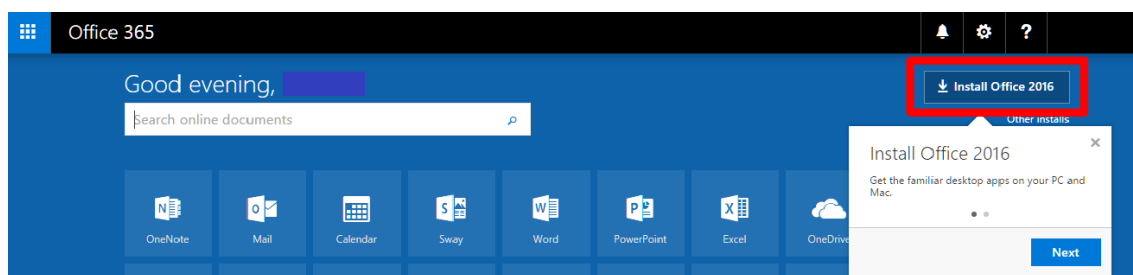 Office 365
?
Good evening,
Install Office 2016
Search online documents
Other installs
Install Office 2016
×
Get the familiar desktop apps on your PC and
Mac.
OneNote
Mail
Calendar
Sway
Word
PowerPoint
Excel
OneDrive
Next